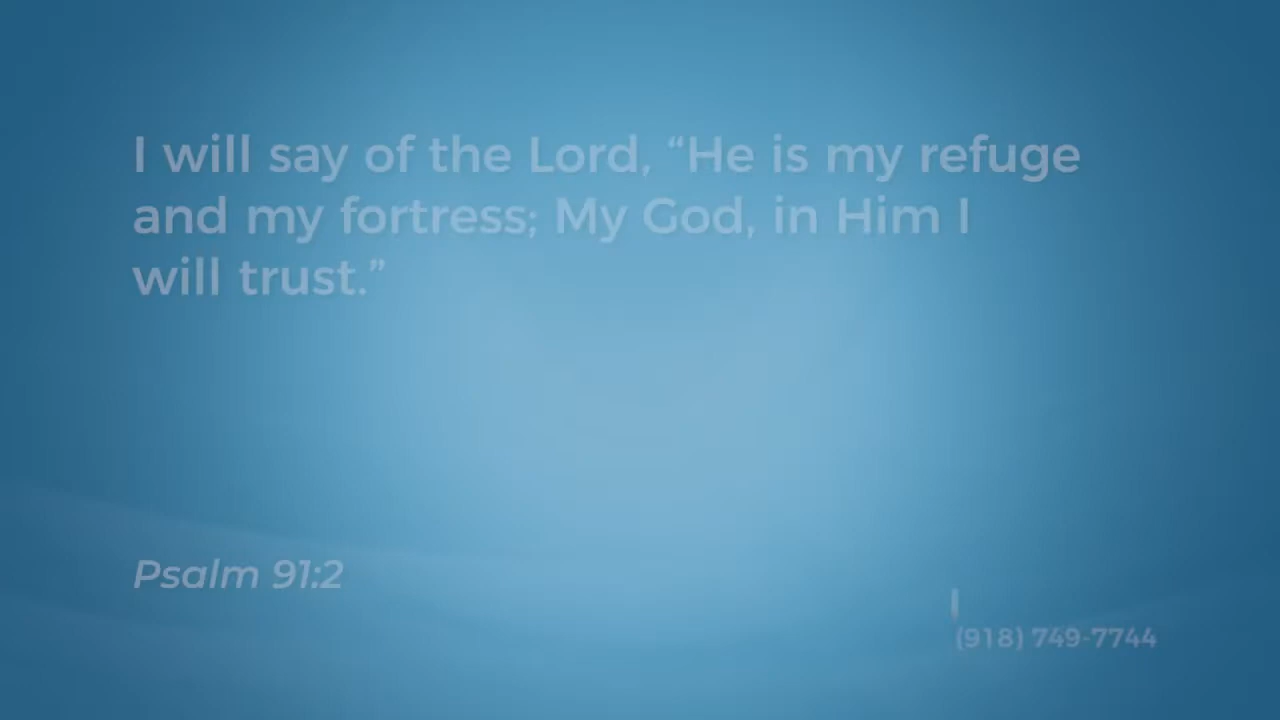 I will say of the Lord, “He is my refuge
and my fortress; My God, in Him I
will trust.”
Psalm 91:2
(918) 749-7744